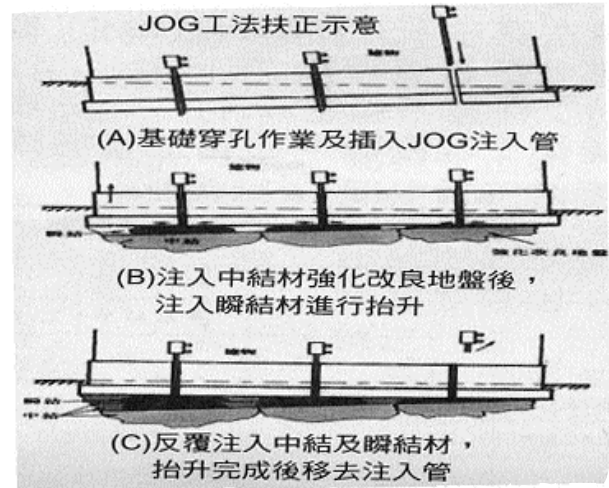 JOG工法扶正示意
建物
(A)基礎穿孔作業及插入JOG注入管
建物
瞬結
中結
強化改良地盤
(B)注入中結材強化改良地盤後，
注入瞬結材進行抬升
建物
瞬結
中結
(C)反覆注入中結及瞬結材，
抬升完成後移去注入管